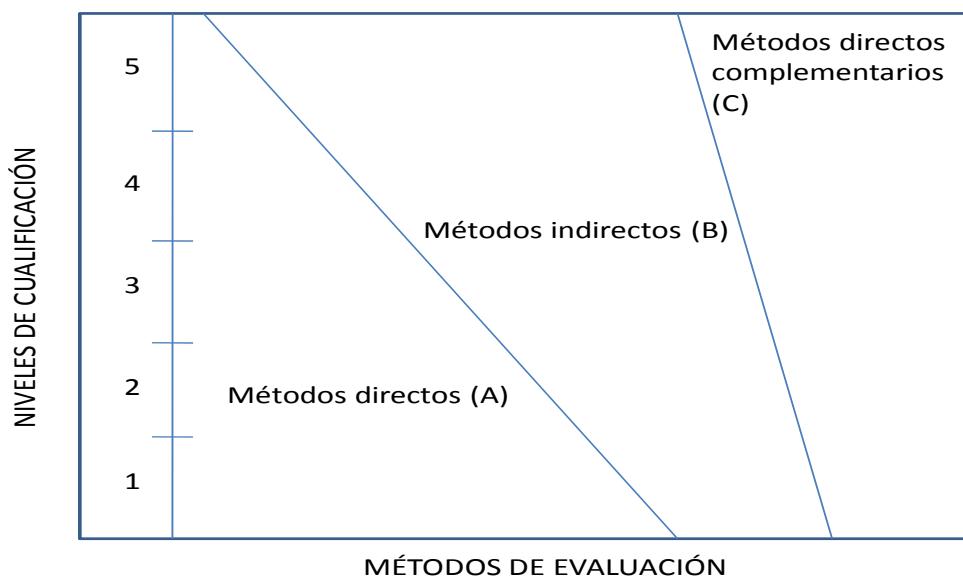 NIVELES DE CUALIFICACIÓN
5
4
3
2
1
Métodos directos
complementarios
(C)
Métodos indirectos (B)
Métodos directos (A)
MÉTODOS DE EVALUACIÓN